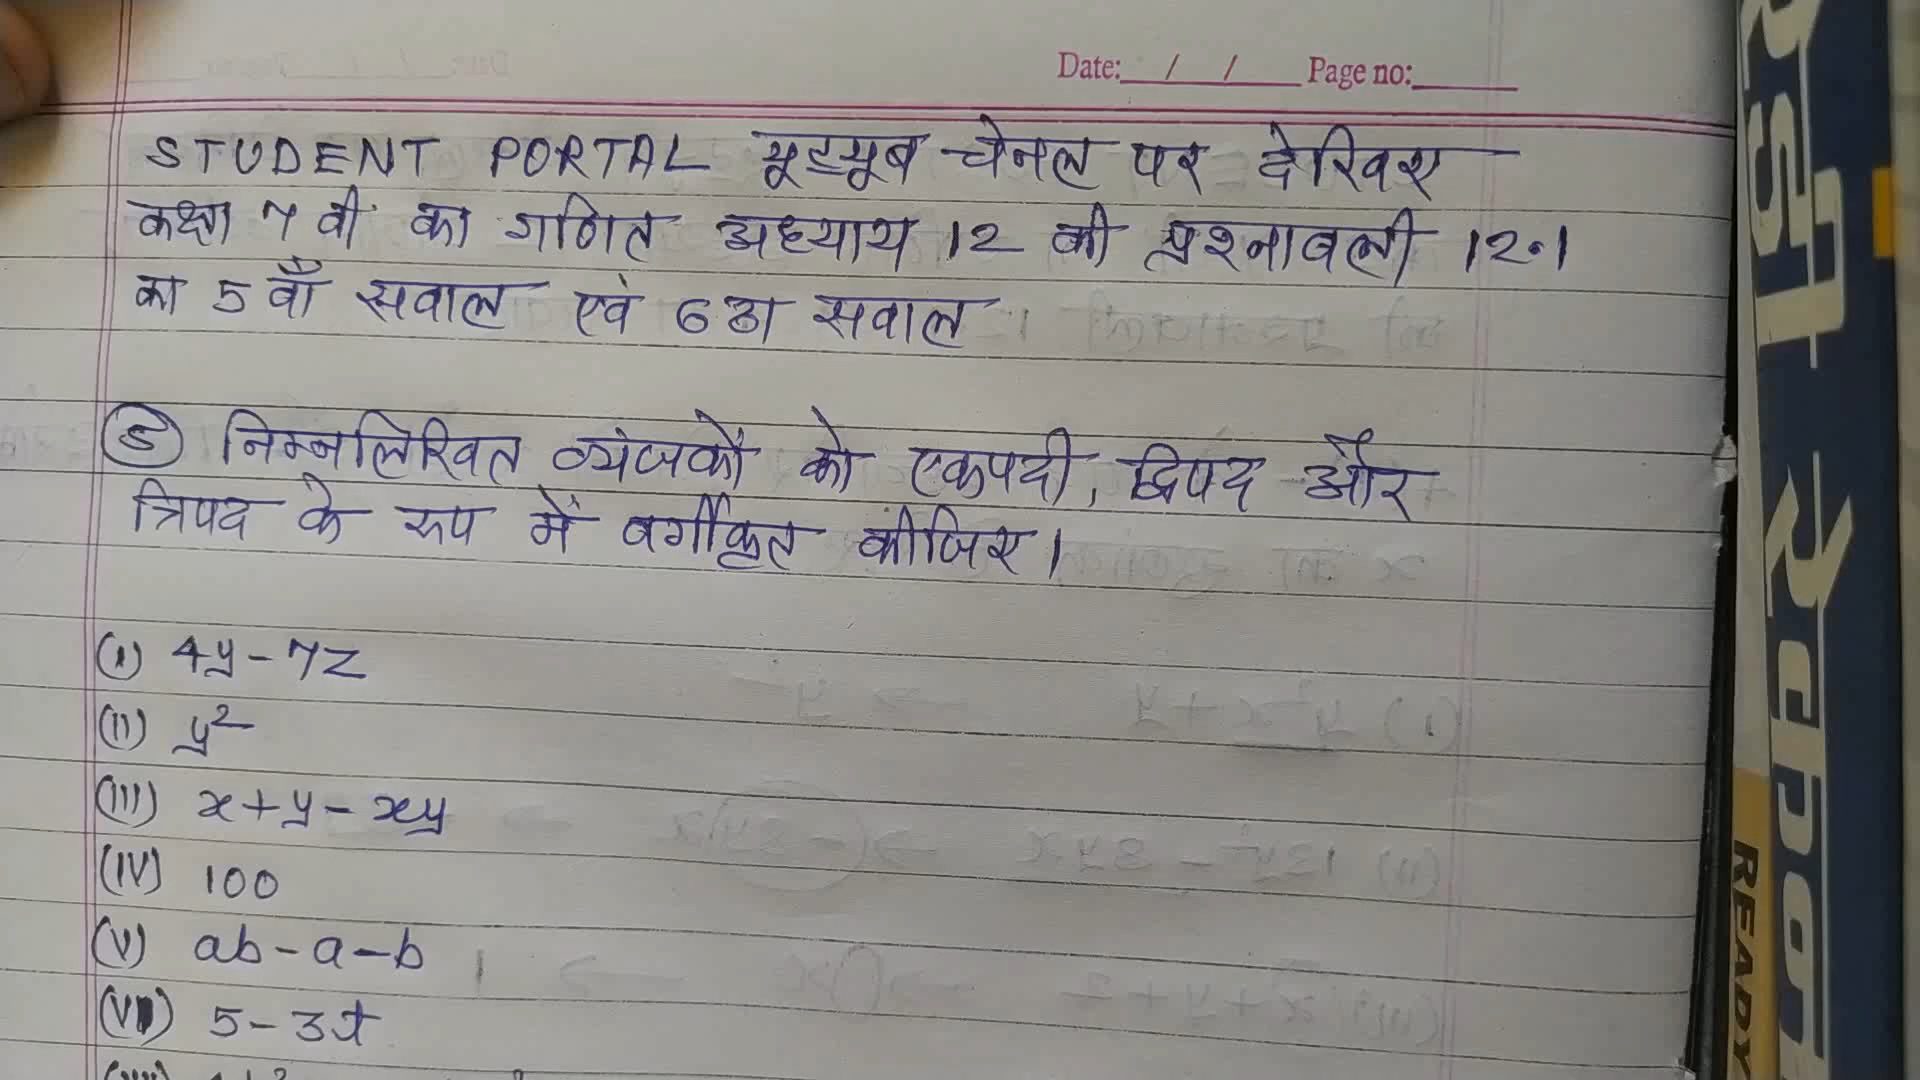 Date: / / Page no:
STUDENT PORTAL यूट्यूब चेनल पर देखिए
कक्षा 7 वी का गणित अध्याय 12 की प्रश्नावली 12.1
का 5 वाँ सवाल एवं 6 ठा सवाल
(5) निम्नलिखित व्यंजकों को एकपदी, द्विपद और
त्रिपद के रुप में वर्गीकृत कीजिए।
(i) 4y - 7z
(ii) y²
(iii) x + y - xy
(iv) 100
(v) ab - a - b
(vi) 5 - 3t
READY